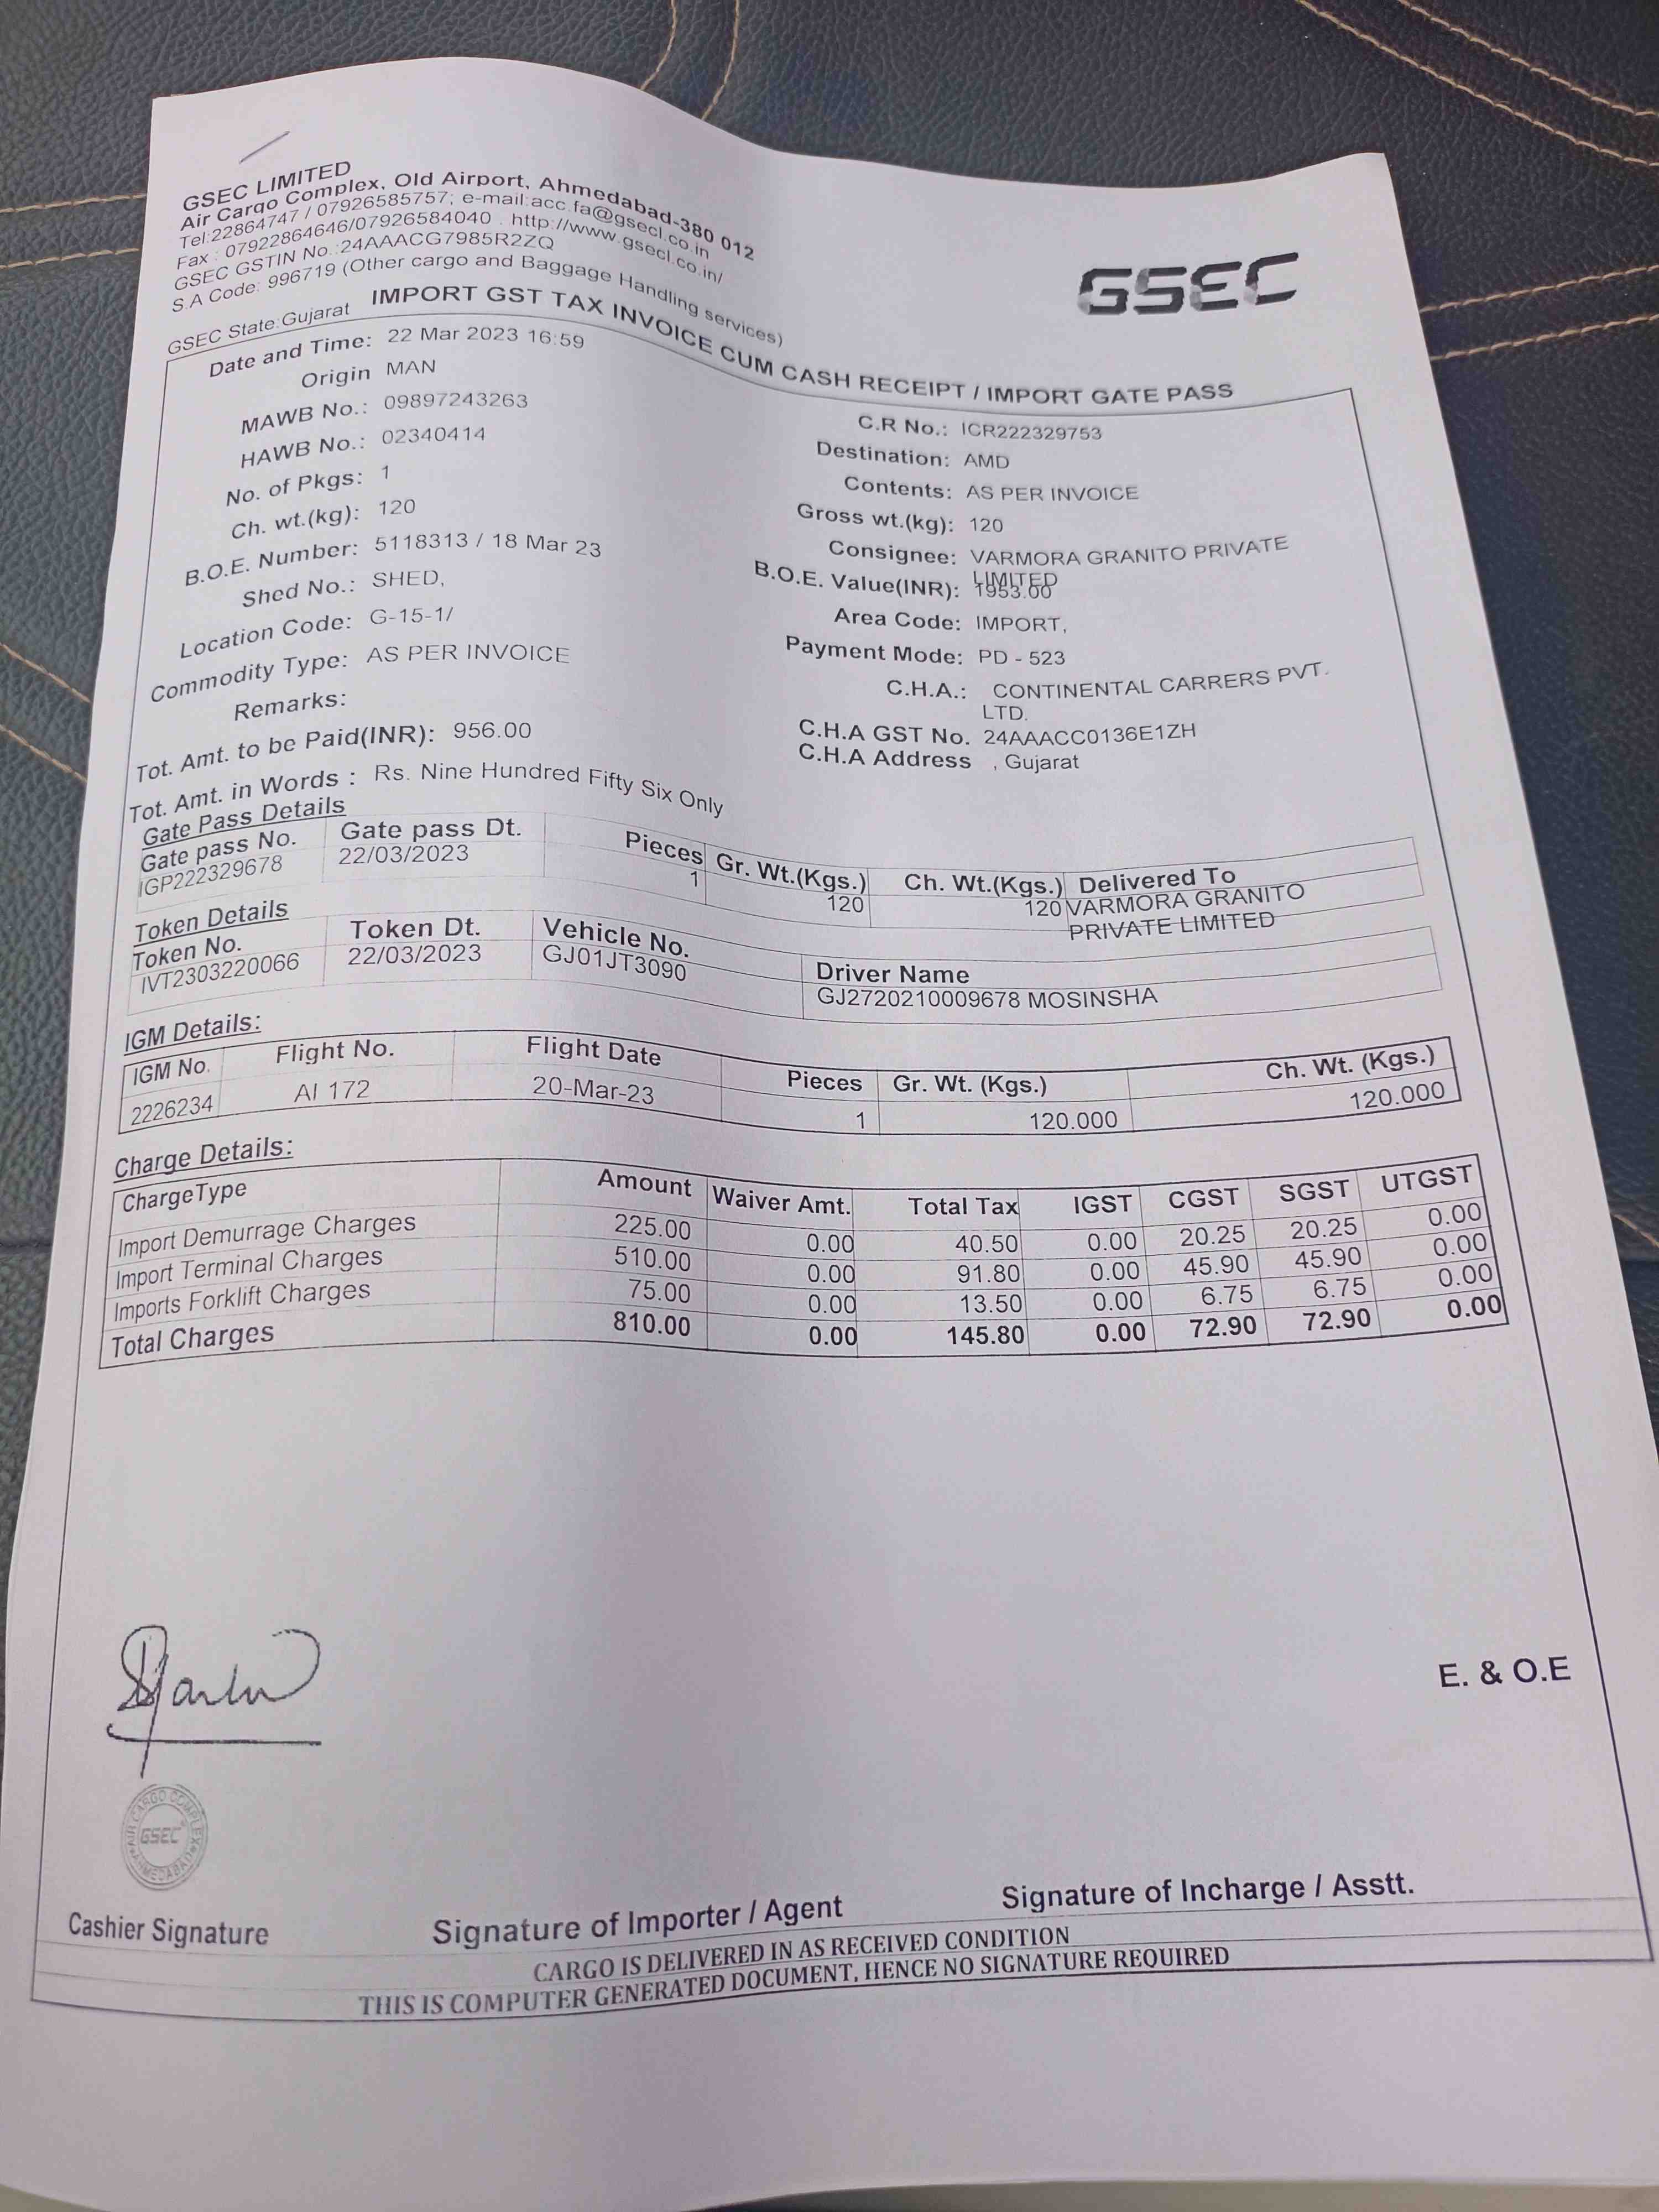 GSEC LIMITED
Air Cargo Complex, Old Airport, Ahmedabad-380 012
Tel:22864747 / 07926585757; e-mail:acc.fa@gsecl.co.in
Fax : 07922864646/07926584040 . http://www.gsecl.co.in/
GSEC GSTIN No.:24AAACG7985R2ZQ
S.A Code: 996719 (Other cargo and Baggage Handling services)
GSEC State:Gujarat
GSEC
IMPORT GST TAX INVOICE CUM CASH RECEIPT / IMPORT GATE PASS
Date and Time: 22 Mar 2023 16:59
Origin MAN
C.R No.: ICR222329753
MAWB No.: 09897243263
Destination: AMD
HAWB No.: 02340414
Contents: AS PER INVOICE
No. of Pkgs: 1
Gross wt.(kg): 120
Ch. wt.(kg): 120
Consignee: VARMORA GRANITO PRIVATE
LIMITED
B.O.E. Number: 5118313 / 18 Mar 23
B.O.E. Value(INR): 1953.00
Shed No.: SHED,
Area Code: IMPORT,
Location Code: G-15-1/
Payment Mode: PD - 523
Commodity Type: AS PER INVOICE
C.H.A.: CONTINENTAL CARRERS PVT.
LTD.
Remarks:
C.H.A GST No. 24AAACC0136E1ZH
Tot. Amt. to be Paid(INR): 956.00
C.H.A Address , Gujarat
Tot. Amt. in Words : Rs. Nine Hundred Fifty Six Only
Gate Pass Details
Gate pass No. Gate pass Dt. Pieces Gr. Wt.(Kgs.) Ch. Wt.(Kgs.) Delivered To
IGP222329678 22/03/2023 1 120 120 VARMORA GRANITO
PRIVATE LIMITED
Token Details
Token No. Token Dt. Vehicle No. Driver Name
IVT2303220066 22/03/2023 GJ01JT3090 GJ2720210009678 MOSINSHA
IGM Details:
IGM No. Flight No. Flight Date Pieces Gr. Wt. (Kgs.) Ch. Wt. (Kgs.)
2226234 AI 172 20-Mar-23 1 120.000 120.000
Charge Details:
ChargeType Amount Waiver Amt. Total Tax IGST CGST SGST UTGST
Import Demurrage Charges 225.00 0.00 40.50 0.00 20.25 20.25 0.00
Import Terminal Charges 510.00 0.00 91.80 0.00 45.90 45.90 0.00
Imports Forklift Charges 75.00 0.00 13.50 0.00 6.75 6.75 0.00
Total Charges 810.00 0.00 145.80 0.00 72.90 72.90 0.00
E. & O.E
AIR CARGO COMPLEX
GSEC
AHMEDABAD
Cashier Signature
Signature of Importer / Agent
Signature of Incharge / Asstt.
CARGO IS DELIVERED IN AS RECEIVED CONDITION
THIS IS COMPUTER GENERATED DOCUMENT, HENCE NO SIGNATURE REQUIRED